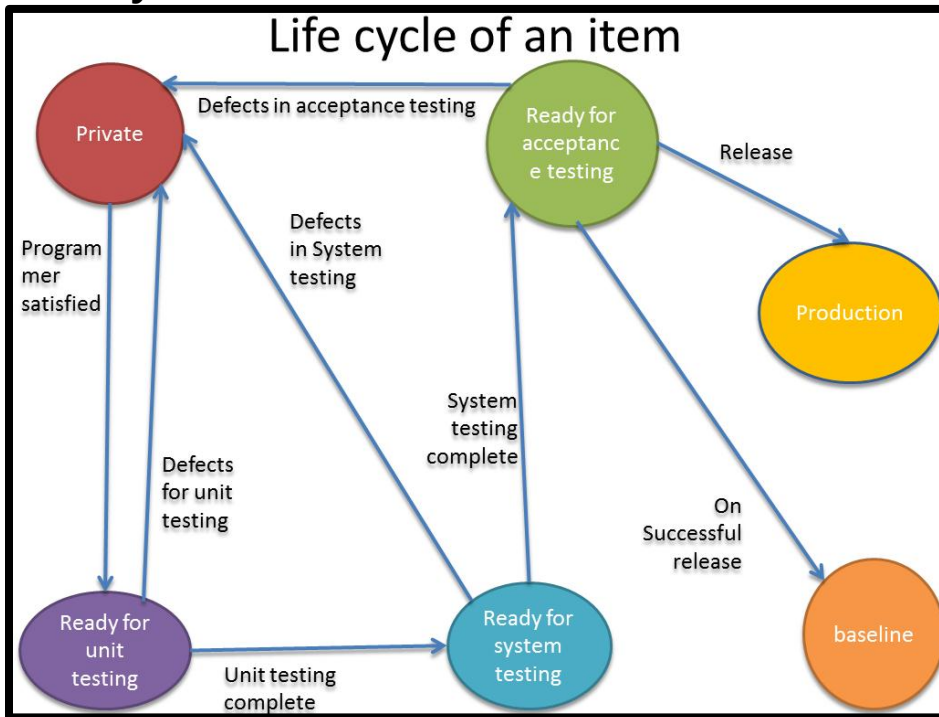 Life cycle of an item
Defects in acceptance testing
Private
Ready for
acceptanc
e testing
Release
Program
mer
satisfied
Defects
in System
testing
Production
System
testing
complete
Defects
for unit
testing
On
Successful
release
Ready for
unit
testing
Unit testing
complete
Ready for
system
testing
baseline